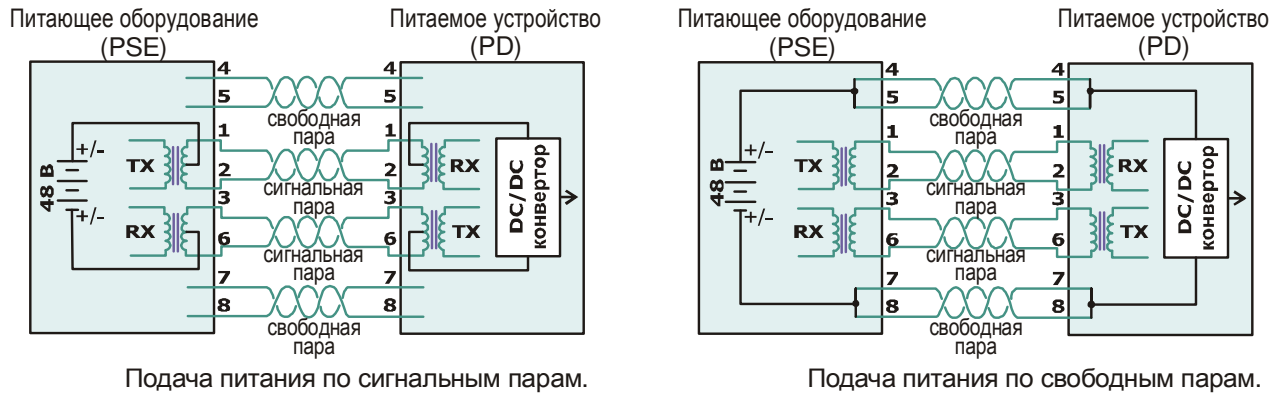 Питающее оборудование
(PSE)
Питаемое устройство
(PD)
4
4
5
5
свободная
пара
1
1
+/-
TX
RX
2
2
сигнальная
пара
48 В
DC/DC
конвертор
3
3
+/-
RX
TX
6
6
сигнальная
пара
7
7
8
8
свободная
пара
Подача питания по сигнальным парам.
Питающее оборудование
(PSE)
Питаемое устройство
(PD)
4
4
5
5
свободная
пара
1
1
+/-
TX
RX
2
2
сигнальная
пара
48 В
DC/DC
конвертор
3
3
+/-
RX
TX
6
6
сигнальная
пара
7
7
8
8
свободная
пара
Подача питания по свободным парам.